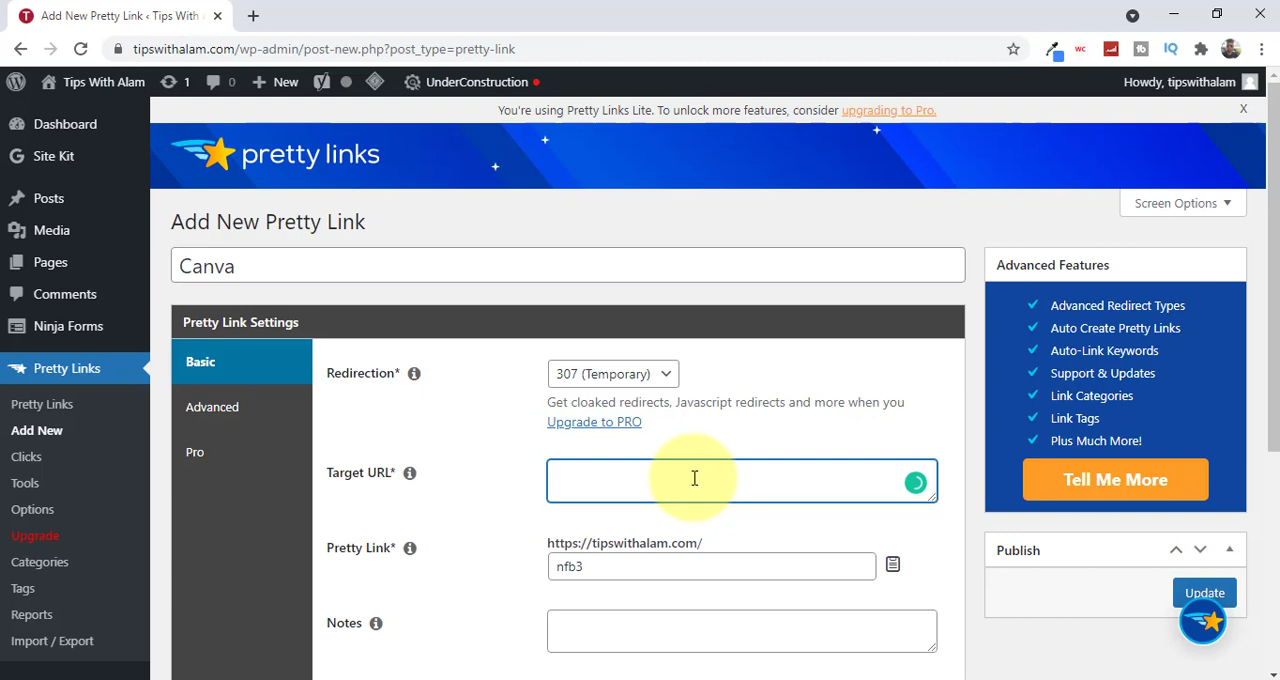 Add New Pretty Link ‹ Tips With
tipswithalam.com/wp-admin/post-new.php?post_type=pretty-link
WC
tb
IQ
Tips With Alam
1
0
New
UnderConstruction
Howdy, tipswithalam
You're using Pretty Links Lite. To unlock more features, consider upgrading to Pro.
X
Dashboard
Site Kit
Posts
Media
Pages
Comments
Ninja Forms
Pretty Links
Pretty Links
Add New
Clicks
Tools
Options
Upgrade
Categories
Tags
Reports
Import / Export
pretty links
Screen Options
Add New Pretty Link
Canva
Pretty Link Settings
Basic
Advanced
Pro
Redirection*
307 (Temporary)
Get cloaked redirects, Javascript redirects and more when you
Upgrade to PRO
Target URL*
Pretty Link*
https://tipswithalam.com/
nfb3
Notes
Advanced Features
Advanced Redirect Types
Auto Create Pretty Links
Auto-Link Keywords
Support & Updates
Link Categories
Link Tags
Plus Much More!
Tell Me More
Publish
Update